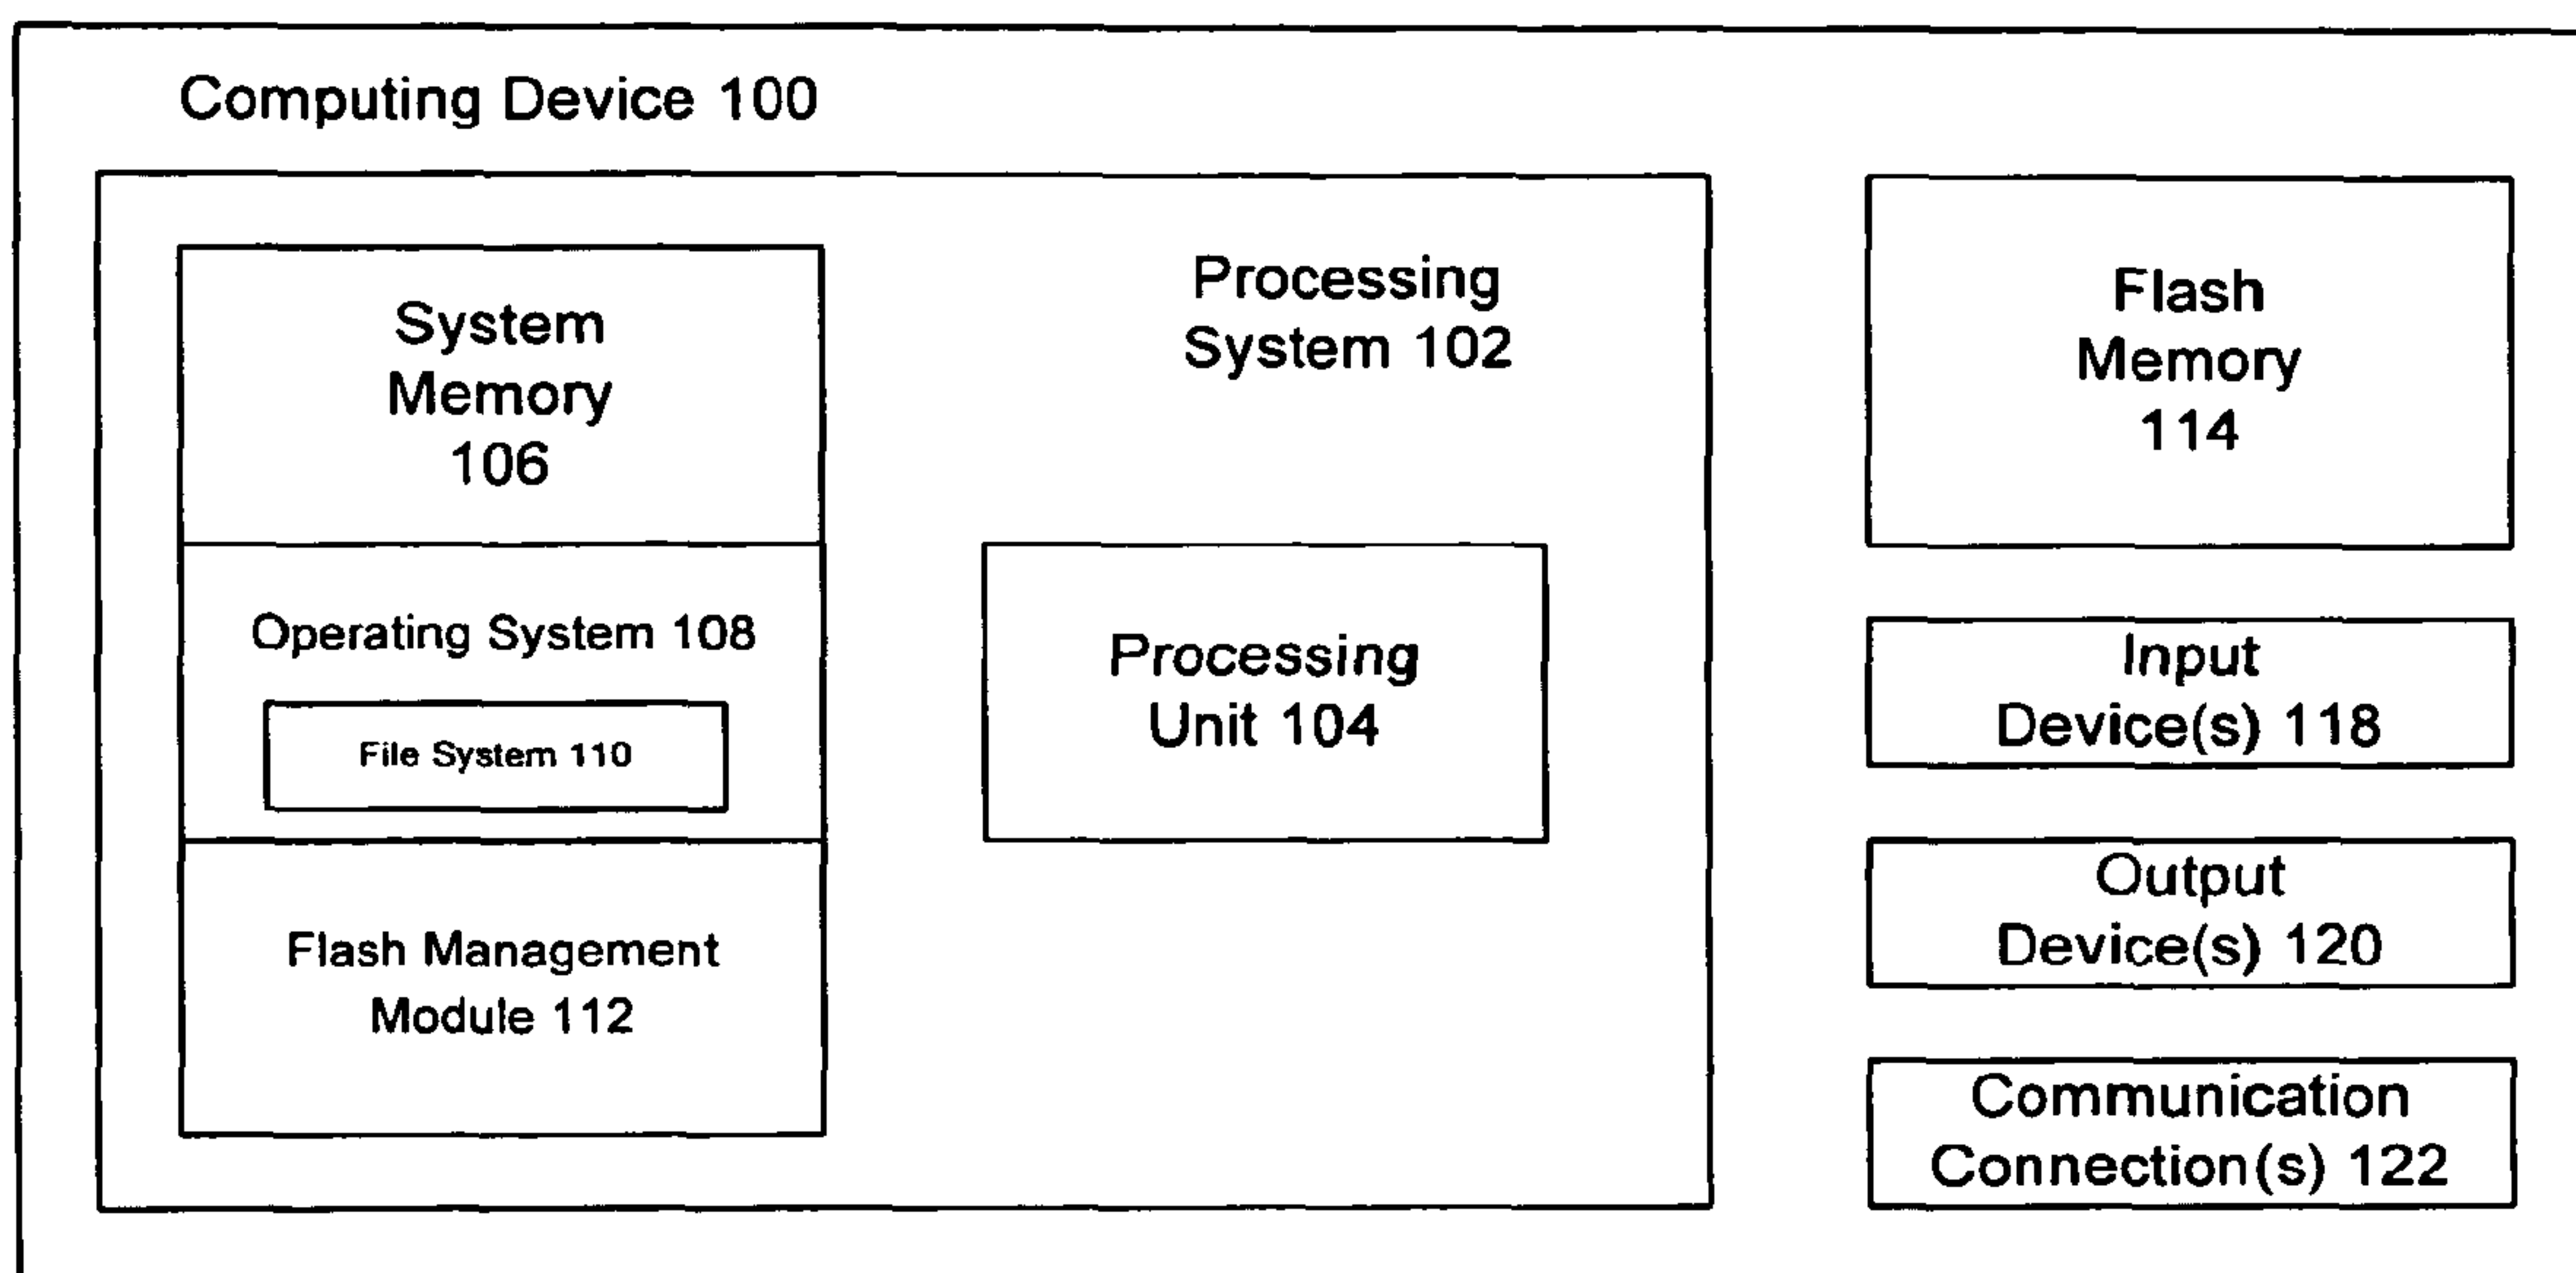 Computing Device 100
System
Memory
106
Operating System 108
File System 110
Flash Management
Module 112
Processing
System 102
Processing
Unit 104
Flash
Memory
114
Input
Device(s) 118
Output
Device(s) 120
Communication
Connection(s) 122